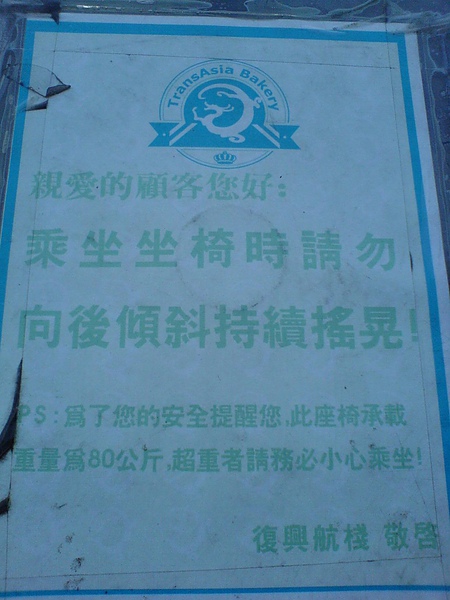 TransAsia Bakery
親愛的顧客您好:
乘坐坐椅時請勿
向後傾斜持續搖晃!
PS:為了您的安全提醒您,此座椅承載
重量為80公斤,超重者請務必小心乘坐!
復興航棧 敬啓